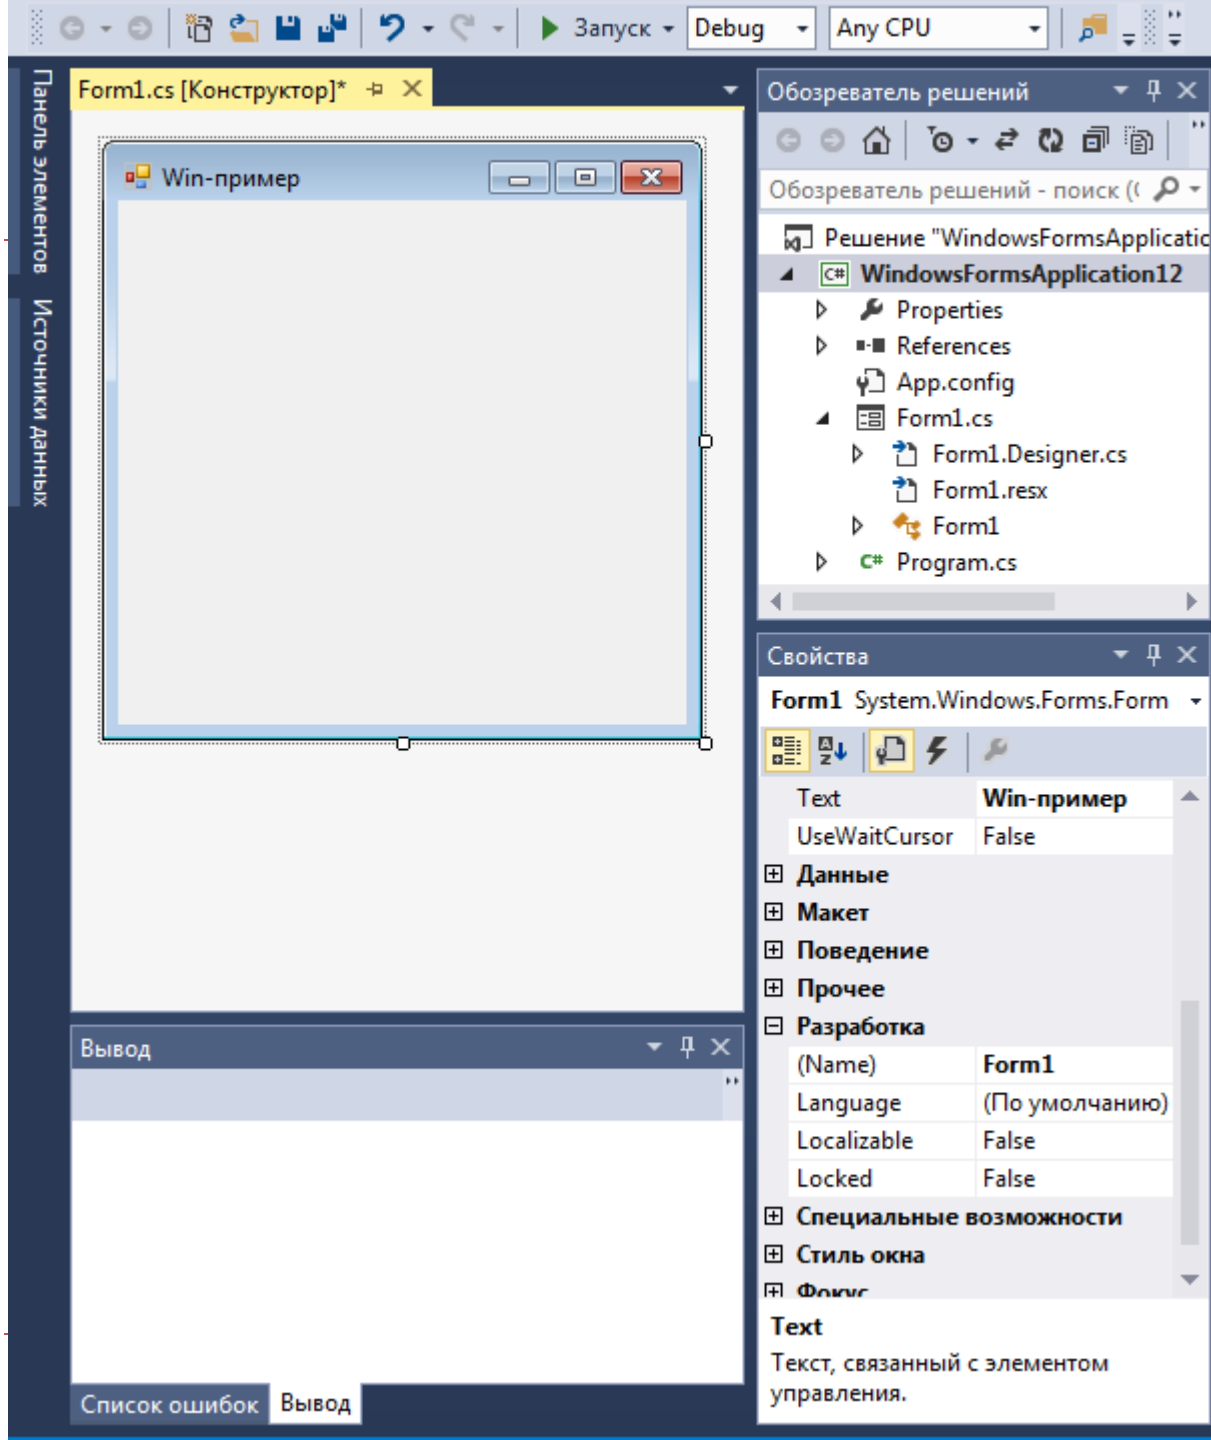 Запуск
Debug
Any CPU
Панель элементов
Источники данных
Form1.cs [Конструктор]*
Win-пример
Обозреватель решений
Обозреватель решений - поиск (
Решение "WindowsFormsApplicatio
C# WindowsFormsApplication12
Properties
References
App.config
Form1.cs
Form1.Designer.cs
Form1.resx
Form1
C# Program.cs
Свойства
Form1 System.Windows.Forms.Form
Text Win-пример
UseWaitCursor False
Данные
Макет
Поведение
Прочее
Разработка
(Name) Form1
Language (По умолчанию)
Localizable False
Locked False
Специальные возможности
Стиль окна
Фокус
Text
Текст, связанный с элементом
управления.
Вывод
Список ошибок
Вывод